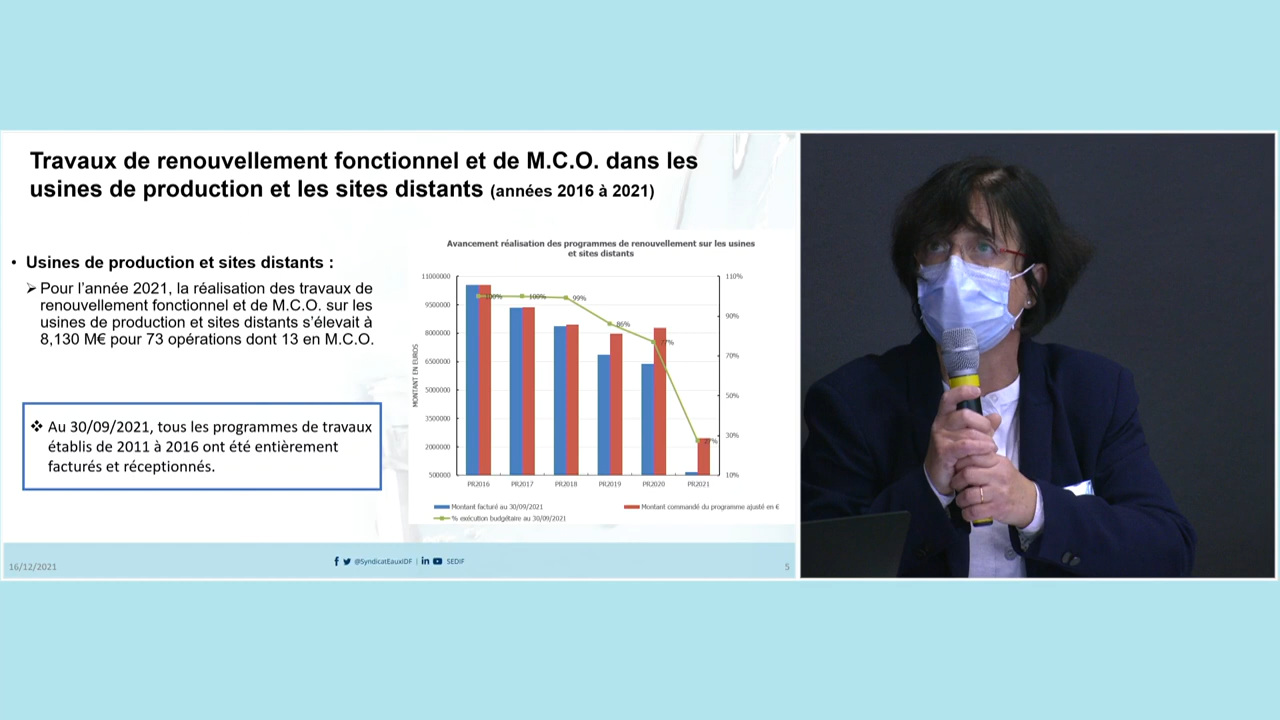 Travaux de renouvellement fonctionnel et de M.C.O. dans les
usines de production et les sites distants (années 2016 à 2021)
• Usines de production et sites distants :
➢ Pour l’année 2021, la réalisation des travaux de
renouvellement fonctionnel et de M.C.O. sur les
usines de production et sites distants s’élevait à
8,130 M€ pour 73 opérations dont 13 en M.C.O.
❖ Au 30/09/2021, tous les programmes de travaux
établis de 2011 à 2016 ont été entièrement
facturés et réceptionnés.
Avancement réalisation des programmes de renouvellement sur les usines
et sites distants
MONTANT EN EUROS
11000000
9500000
8000000
6500000
5000000
3500000
2000000
500000
100%
100%
99%
86%
77%
27%
110%
90%
70%
50%
30%
10%
PR2016 PR2017 PR2018 PR2019 PR2020 PR2021
Montant facturé au 30/09/2021 Montant commandé du programme ajusté en €
% exécution budgétaire au 30/09/2021
16/12/2021 @SyndicatEauxIDF | SEDIF 5